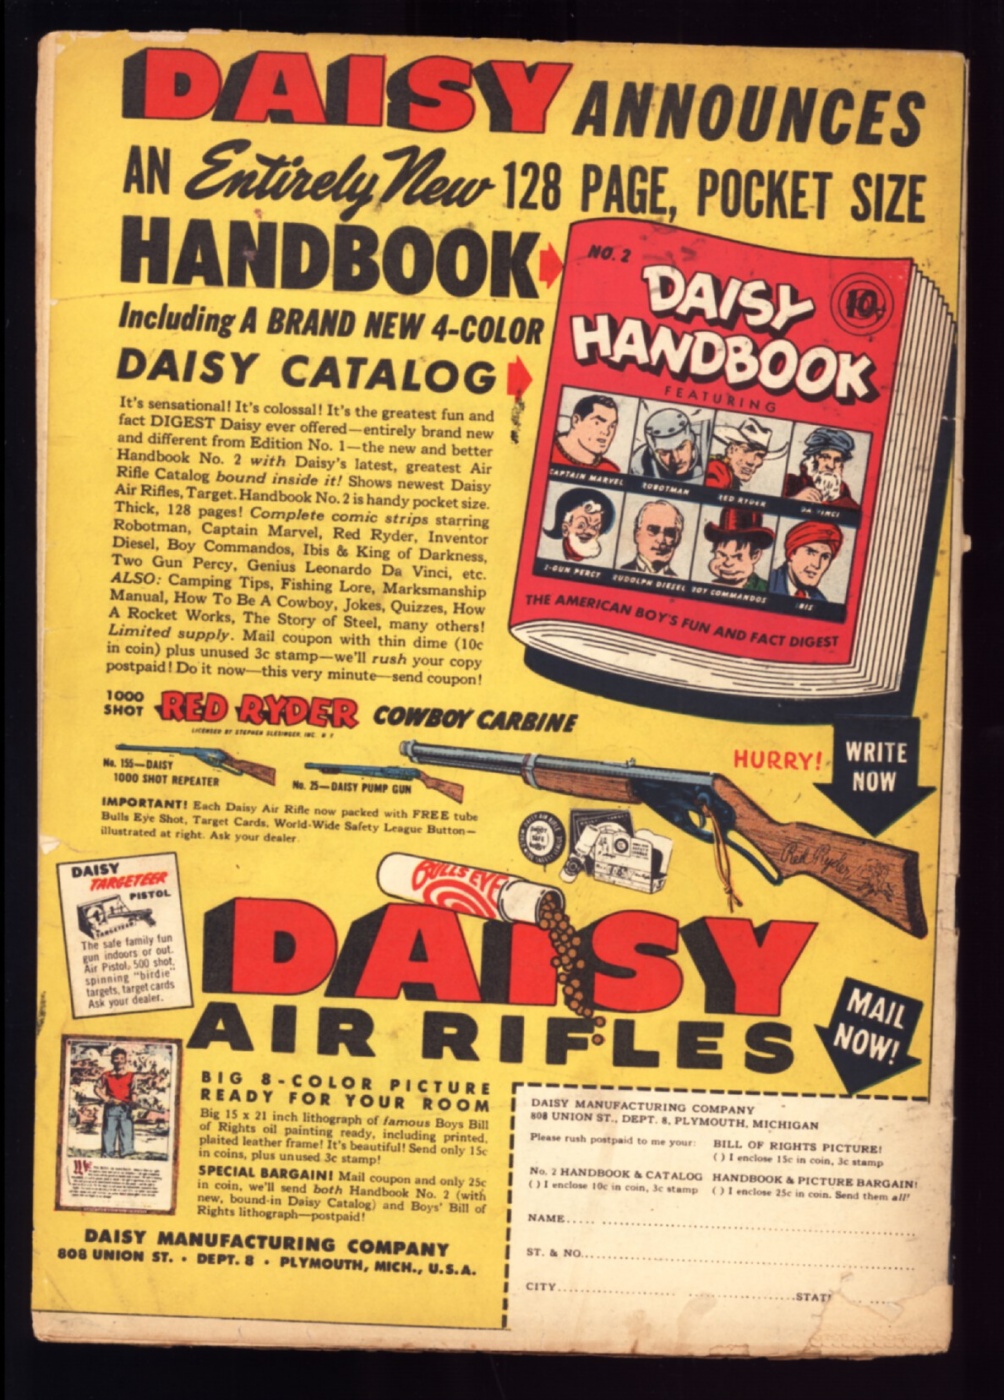 DAISY ANNOUNCES
AN Entirely New 128 PAGE, POCKET SIZE
HANDBOOK
Including A BRAND NEW 4-COLOR
DAISY CATALOG
It's sensational! It's colossal! It's the greatest fun and
fact DIGEST Daisy ever offered—entirely brand new
and different from Edition No. 1—the new and better
Handbook No. 2 with Daisy's latest, greatest Air
Rifle Catalog bound inside it! Shows newest Daisy
Air Rifles, Target. Handbook No. 2 is handy pocket size.
Thick, 128 pages! Complete comic strips starring
Robotman, Captain Marvel, Red Ryder, Inventor
Diesel, Boy Commandos, Ibis & King of Darkness,
Two Gun Percy, Genius Leonardo Da Vinci, etc.
ALSO: Camping Tips, Fishing Lore, Marksmanship
Manual, How To Be A Cowboy, Jokes, Quizzes, How
A Rocket Works, The Story of Steel, many others!
Limited supply. Mail coupon with thin dime (10c
in coin) plus unused 3c stamp—we'll rush your copy
postpaid! Do it now—this very minute—send coupon!
NO. 2
10¢
DAISY
HANDBOOK
FEATURING
CAPTAIN MARVEL ROBOTMAN RED RYDER DA VINCI
2-GUN PERCY RUDOLPH DIESEL BOY COMMANDOS IBIS
THE AMERICAN BOY'S FUN AND FACT DIGEST
1000
SHOT RED RYDER COWBOY CARBINE
LICENSED BY STEPHEN SLESINGER, INC. N Y
No. 155—DAISY
1000 SHOT REPEATER
No. 25—DAISY PUMP GUN
HURRY!
WRITE
NOW
IMPORTANT! Each Daisy Air Rifle now packed with FREE tube
Bulls Eye Shot, Target Cards, World-Wide Safety League Button—
illustrated at right. Ask your dealer.
Red Ryder
BULLS EYE
DAISY
TARGETEER
PISTOL
TARGETEER
The safe family fun
gun indoors or out.
Air Pistol, 500 shot,
spinning "birdie"
targets, target cards
Ask your dealer.
DAISY
AIR RIFLES
MAIL
NOW!
BIG 8-COLOR PICTURE
READY FOR YOUR ROOM
Big 15 x 21 inch lithograph of famous Boys Bill
of Rights oil painting ready, including printed,
plaited leather frame! It's beautiful! Send only 15c
in coins, plus unused 3c stamp!
SPECIAL BARGAIN! Mail coupon and only 25c
in coin, we'll send both Handbook No. 2 (with
new, bound-in Daisy Catalog) and Boys' Bill of
Rights lithograph—postpaid!
DAISY MANUFACTURING COMPANY
808 UNION ST. • DEPT. 8 • PLYMOUTH, MICH., U.S.A.
DAISY MANUFACTURING COMPANY
808 UNION ST., DEPT. 8, PLYMOUTH, MICHIGAN
Please rush postpaid to me your: BILL OF RIGHTS PICTURE!
( ) I enclose 15c in coin, 3c stamp
No. 2 HANDBOOK & CATALOG HANDBOOK & PICTURE BARGAIN!
( ) I enclose 10c in coin, 3c stamp ( ) I enclose 25c in coin. Send them all!
NAME
ST. & NO.
CITY STATE